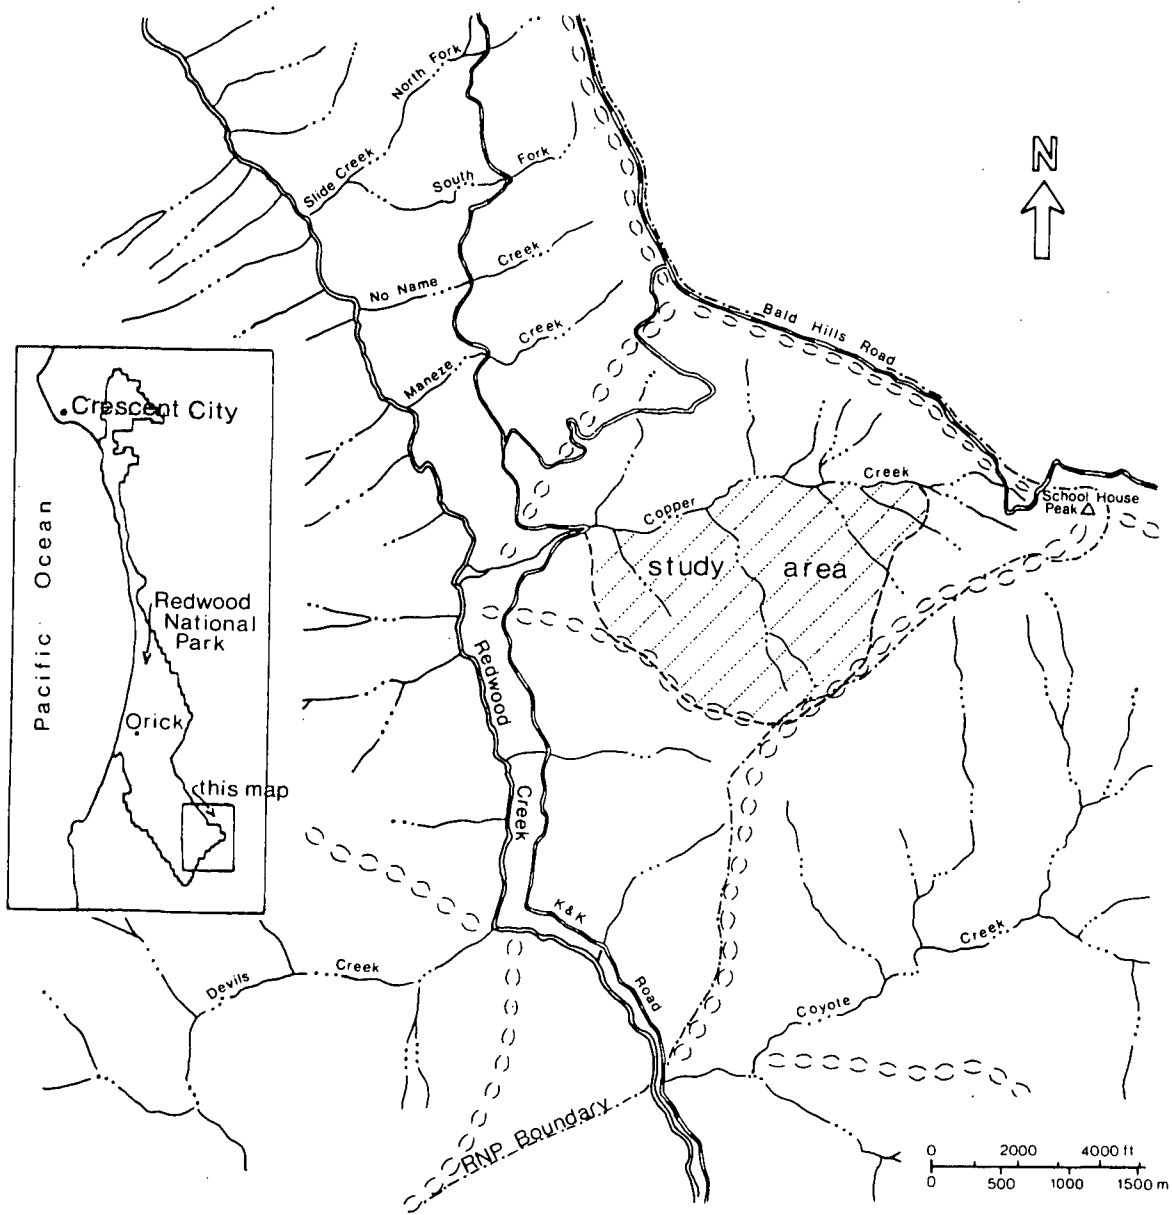 North Fork
N
Slide Creek
South Fork
No Name Creek
Bald Hills Road
Maneze Creek
Crescent City
Copper Creek
School House
Peak
study area
Pacific Ocean
Redwood
National
Park
Redwood Creek
Orick
this map
K & K Road
Devils Creek
Coyote Creek
RNP Boundary
0 2000 4000 ft
0 500 1000 1500 m